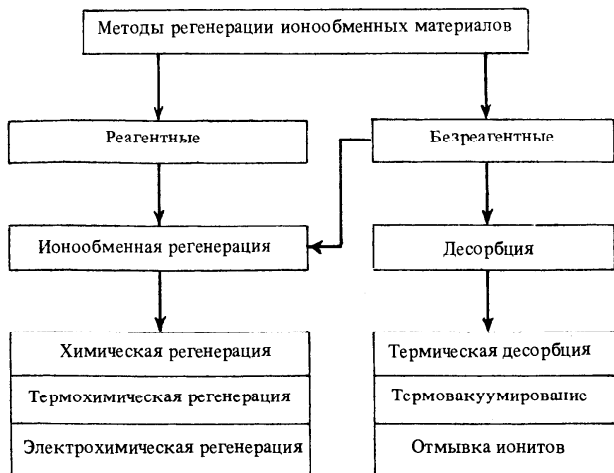 Методы регенерации ионообменных материалов
Реагентные
Безреагентные
Ионообменная регенерация
Десорбция
Химическая регенерация
Термохимическая регенерация
Электрохимическая регенерация
Термическая десорбция
Термовакуумирование
Отмывка ионитов